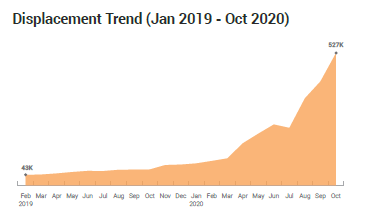 Displacement Trend (Jan 2019 - Oct 2020)
527K
43K
Feb Mar Apr May Jun Jul Aug Sep Oct Nov Dec Jan Feb Mar Apr May Jun Jul Aug Sep Oct
2019 2020